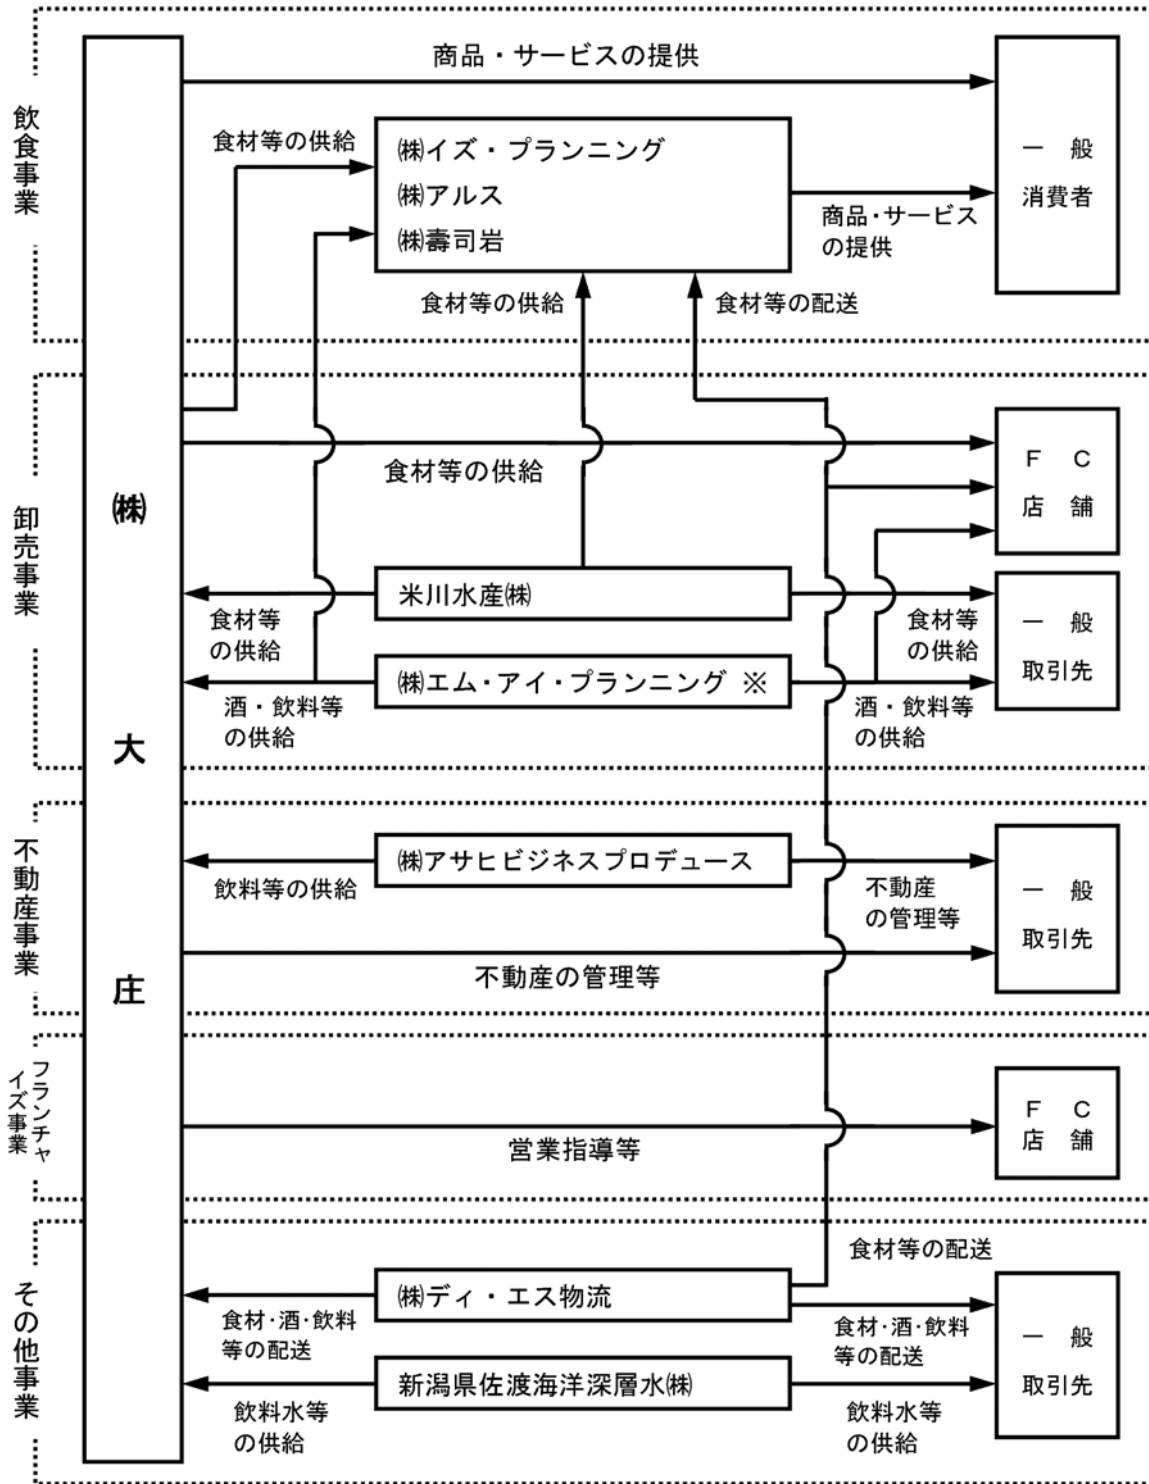 飲食事業
商品・サービスの提供
食材等の供給
㈱イズ・プランニング
㈱アルス
㈱壽司岩
商品・サービス
の提供
一　般
消費者
食材等の供給
食材等の配送
卸売事業
㈱大庄
食材等の供給
Ｆ　Ｃ
店　舗
米川水産㈱
食材等
の供給
食材等
の供給
一　般
取引先
㈱エム・アイ・プランニング ※
酒・飲料等
の供給
酒・飲料等
の供給
不動産事業
㈱アサヒビジネスプロデュース
飲料等の供給
不動産
の管理等
一　般
取引先
不動産の管理等
フランチャ
イズ事業
営業指導等
Ｆ　Ｃ
店　舗
その他事業
食材等の配送
㈱ディ・エス物流
食材・酒・飲料
等の配送
食材・酒・飲料
等の配送
一　般
取引先
新潟県佐渡海洋深層水㈱
飲料水等
の供給
飲料水等
の供給